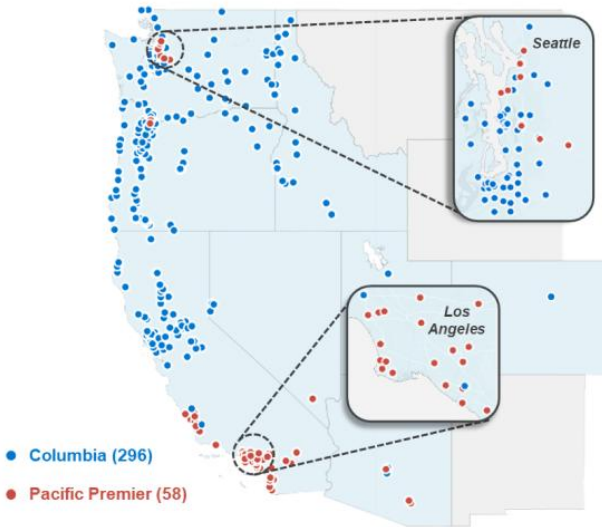 Seattle
Los
Angeles
Columbia (296)
Pacific Premier (58)